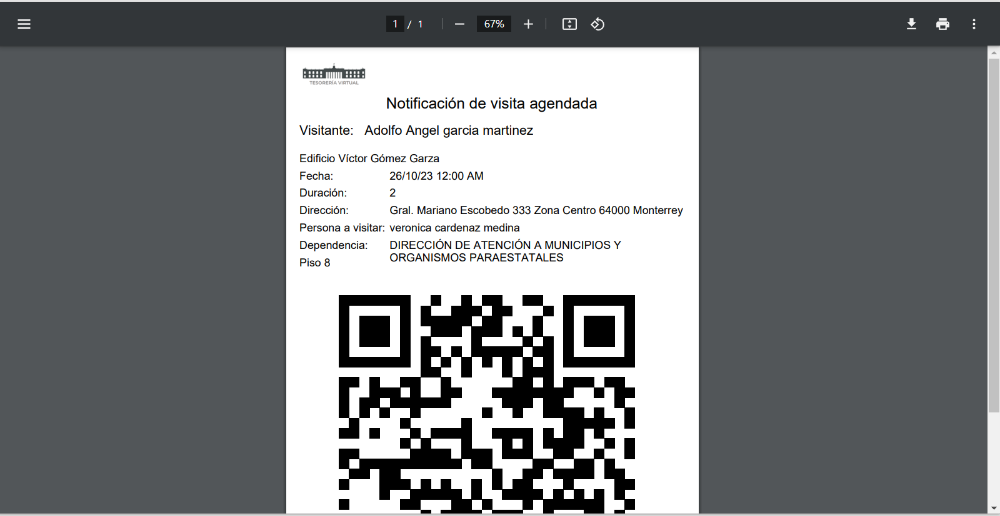 1 / 1
67%
TESORERÍA VIRTUAL
Notificación de visita agendada
Visitante: Adolfo Angel garcia martinez
Edificio Víctor Gómez Garza
Fecha: 26/10/23 12:00 AM
Duración: 2
Dirección: Gral. Mariano Escobedo 333 Zona Centro 64000 Monterrey
Persona a visitar: veronica cardenaz medina
Dependencia: DIRECCIÓN DE ATENCIÓN A MUNICIPIOS Y
ORGANISMOS PARAESTATALES
Piso 8